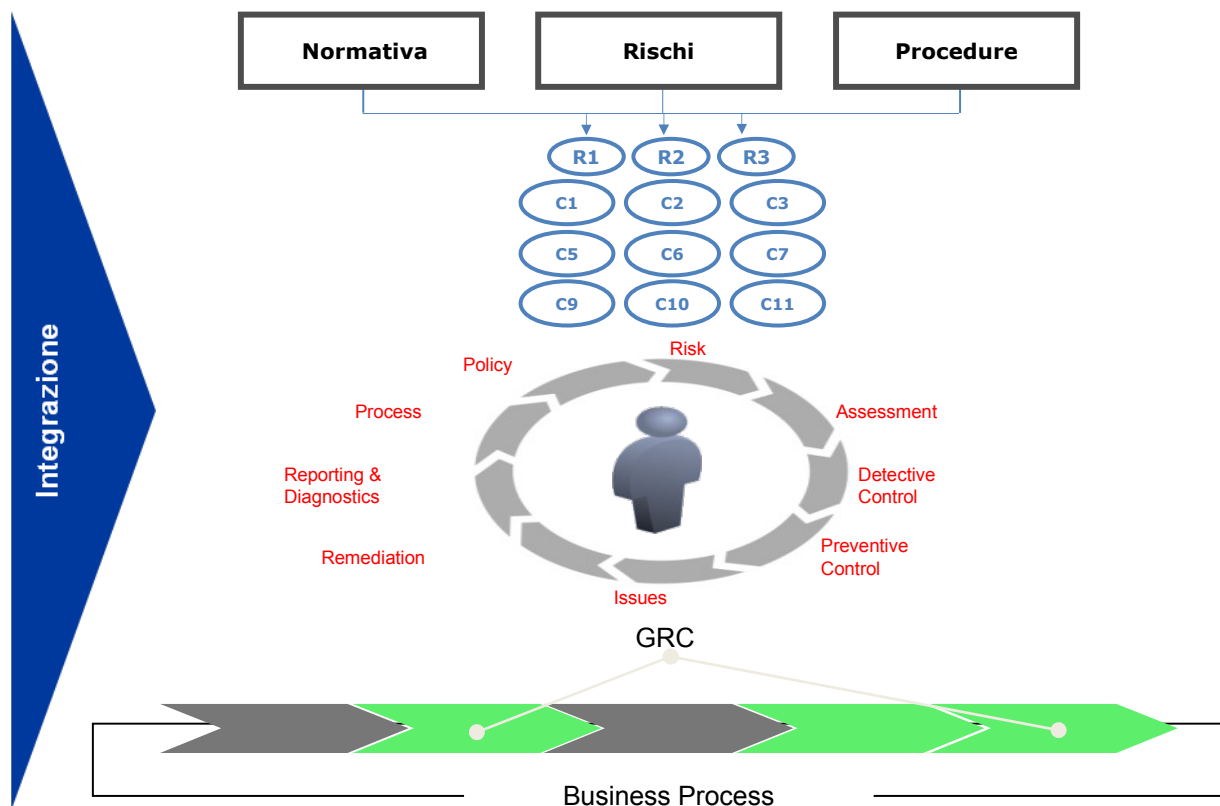 Normativa
Rischi
Procedure
R1
R2
R3
C1
C2
C3
C5
C6
C7
C9
C10
C11
Integrazione
Risk
Policy
Process
Assessment
Reporting &
Diagnostics
Detective
Control
Remediation
Preventive
Control
Issues
GRC
Business Process